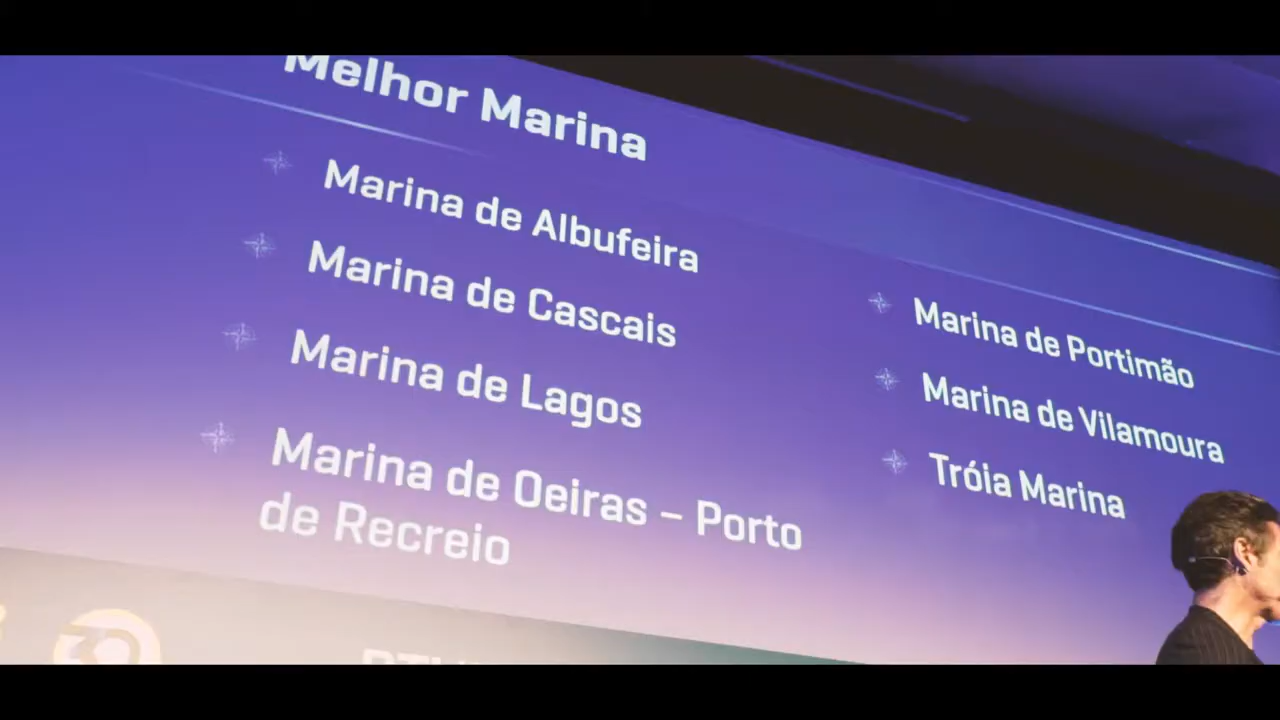 Melhor Marina
Marina de Albufeira
Marina de Cascais
Marina de Lagos
Marina de Oeiras – Porto
de Recreio
Marina de Portimão
Marina de Vilamoura
Tróia Marina